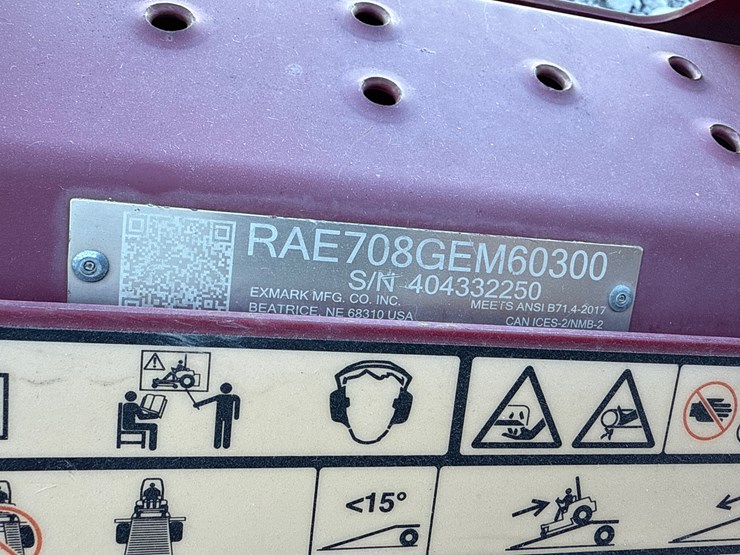 RAE708GEM60300
S/N 404332250
EXMARK MFG. CO. INC.
MEETS ANSI B71.4-2017
BEATRICE, NE 68310 USA
CAN ICES-2/NMB-2
<15°